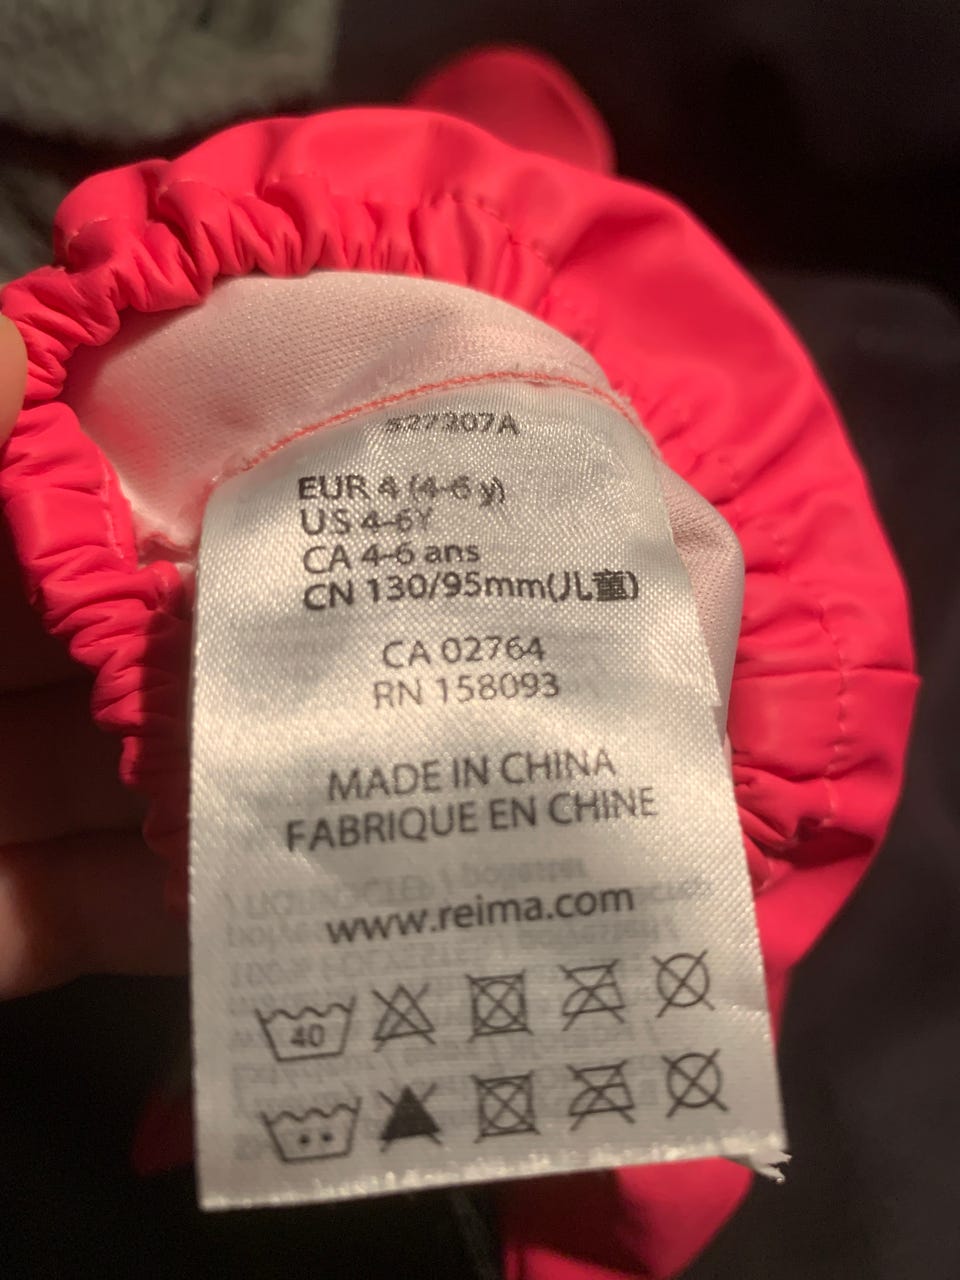 527207A
EUR 4 (4-6 y)
US 4-6Y
CA 4-6 ans
CN 130/95mm(儿童)
CA 02764
RN 158093
MADE IN CHINA
FABRIQUE EN CHINE
www.reima.com
40